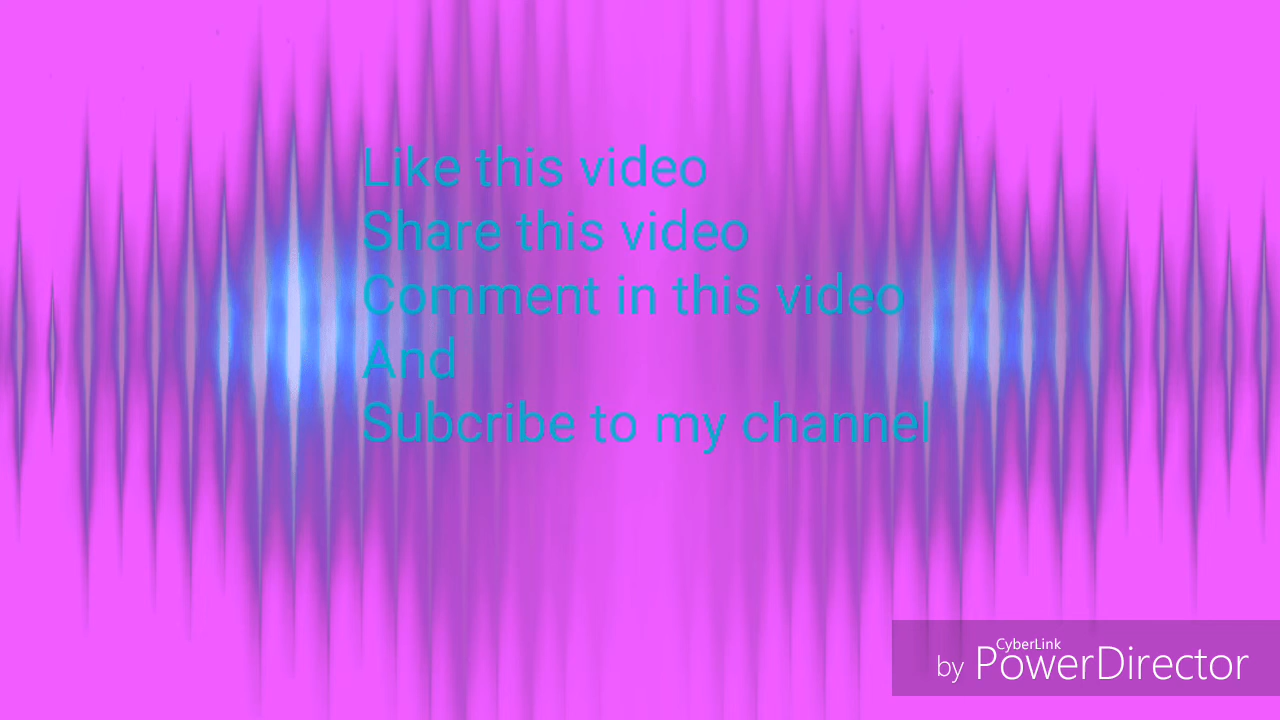 Like this video
Share this video
Comment in this video
And
Subcribe to my channel
CyberLink
by PowerDirector